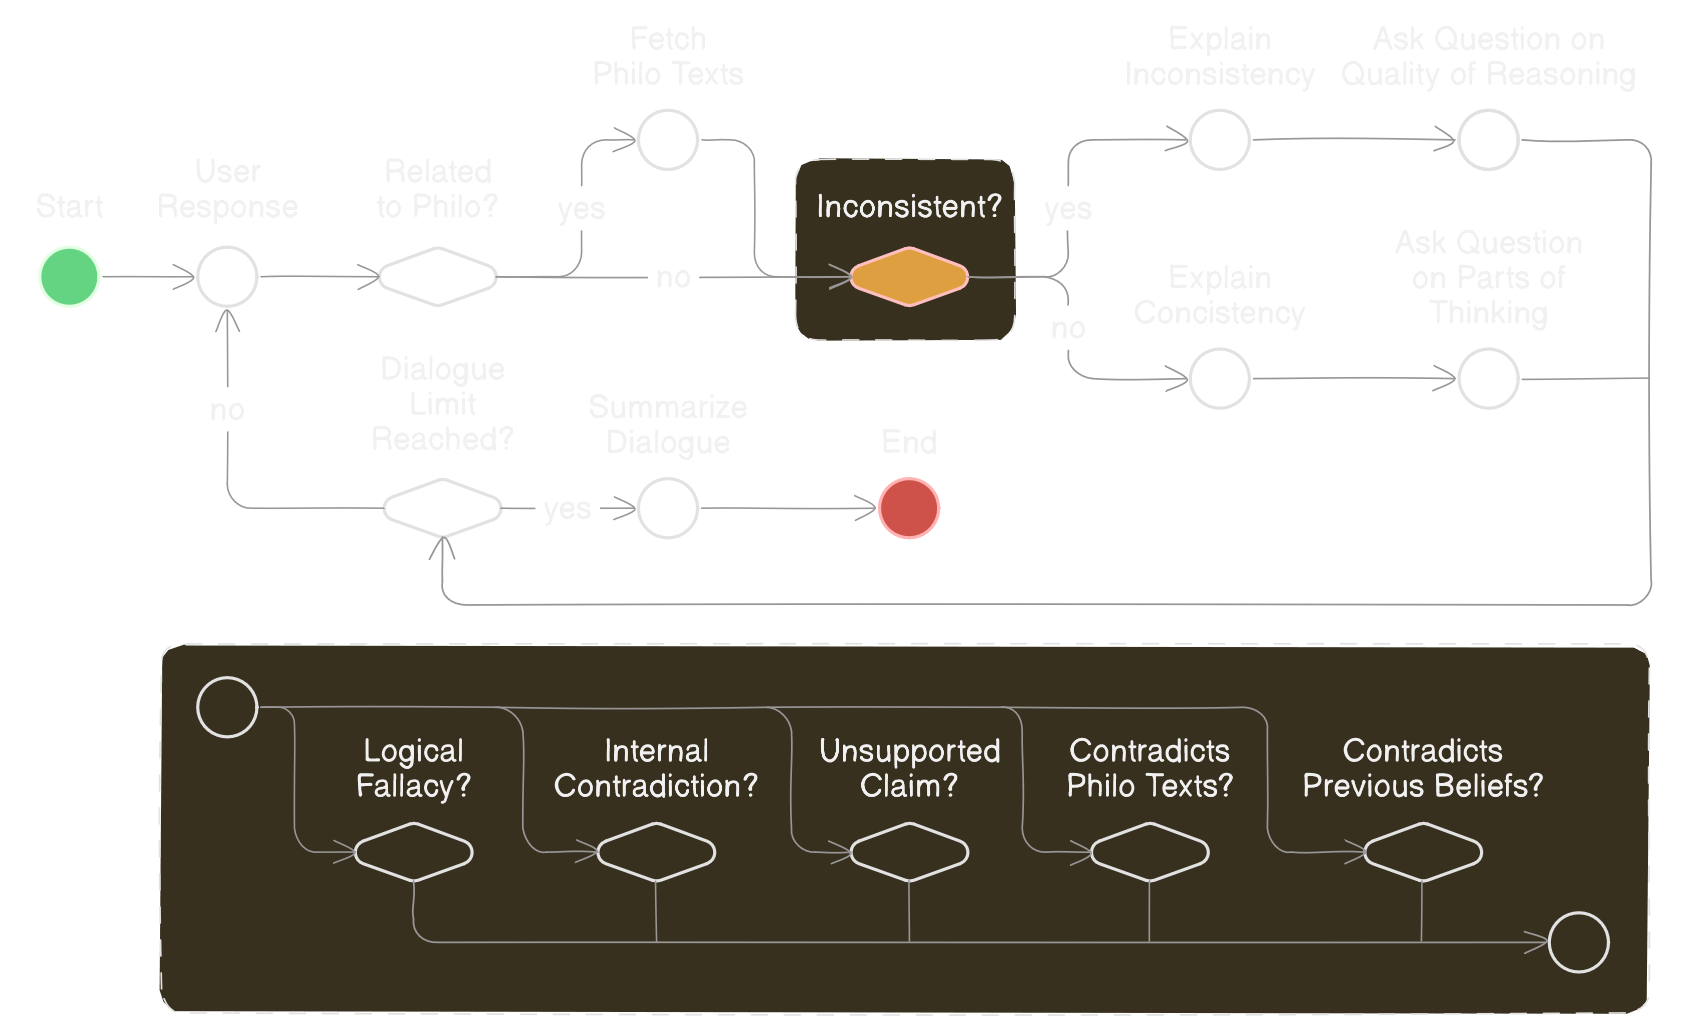 Fetch
Philo Texts
Explain
Inconsistency
Ask Question on
Quality of Reasoning
Start
User
Response
Related
to Philo?
yes
no
Inconsistent?
yes
no
Explain
Concistency
Ask Question
on Parts of
Thinking
no
Dialogue
Limit
Reached?
yes
Summarize
Dialogue
End
Logical
Fallacy?
Internal
Contradiction?
Unsupported
Claim?
Contradicts
Philo Texts?
Contradicts
Previous Beliefs?